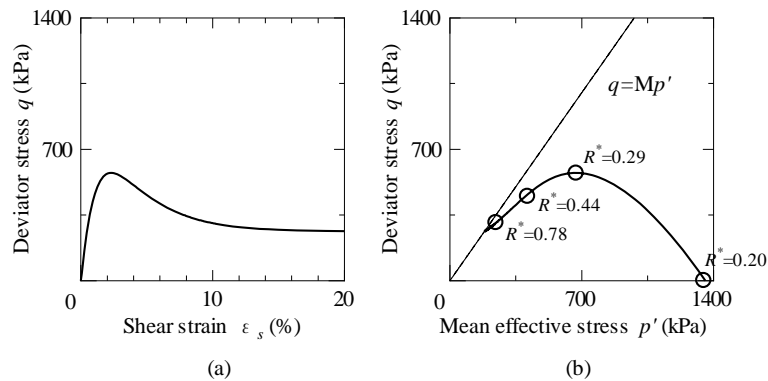 1400
700
0
10
20
Deviator stress q (kPa)
Shear strain ε s (%)
(a)
1400
700
0
700
1400
Deviator stress q (kPa)
q=Mp'
R*=0.29
R*=0.44
R*=0.78
R*=0.20
Mean effective stress p' (kPa)
(b)